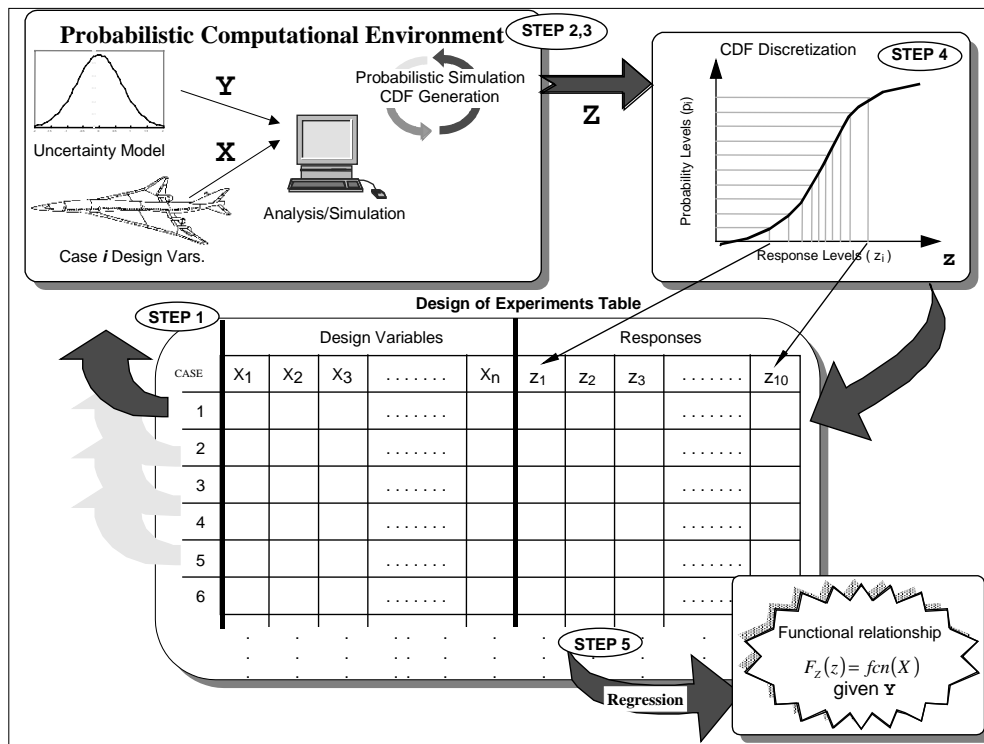 Probabilistic Computational Environment
STEP 2,3
Y
X
Uncertainty Model
Probabilistic Simulation
CDF Generation
Analysis/Simulation
Case i Design Vars.
Z
CDF Discretization
STEP 4
Probability Levels (pi)
Response Levels ( zi )
z
Design of Experiments Table
STEP 1
Design Variables Responses
CASE X1 X2 X3 . . . . . . . Xn z1 z2 z3 . . . . . . . z10
1 . . . . . . . . . . . . . .
2 . . . . . . . . . . . . . .
3 . . . . . . . . . . . . . .
4 . . . . . . . . . . . . . .
5 . . . . . . . . . . . . . .
6 . . . . . . . . . . . . . .
STEP 5
Regression
Functional relationship
FZ(z) = fcn(X)
given Y